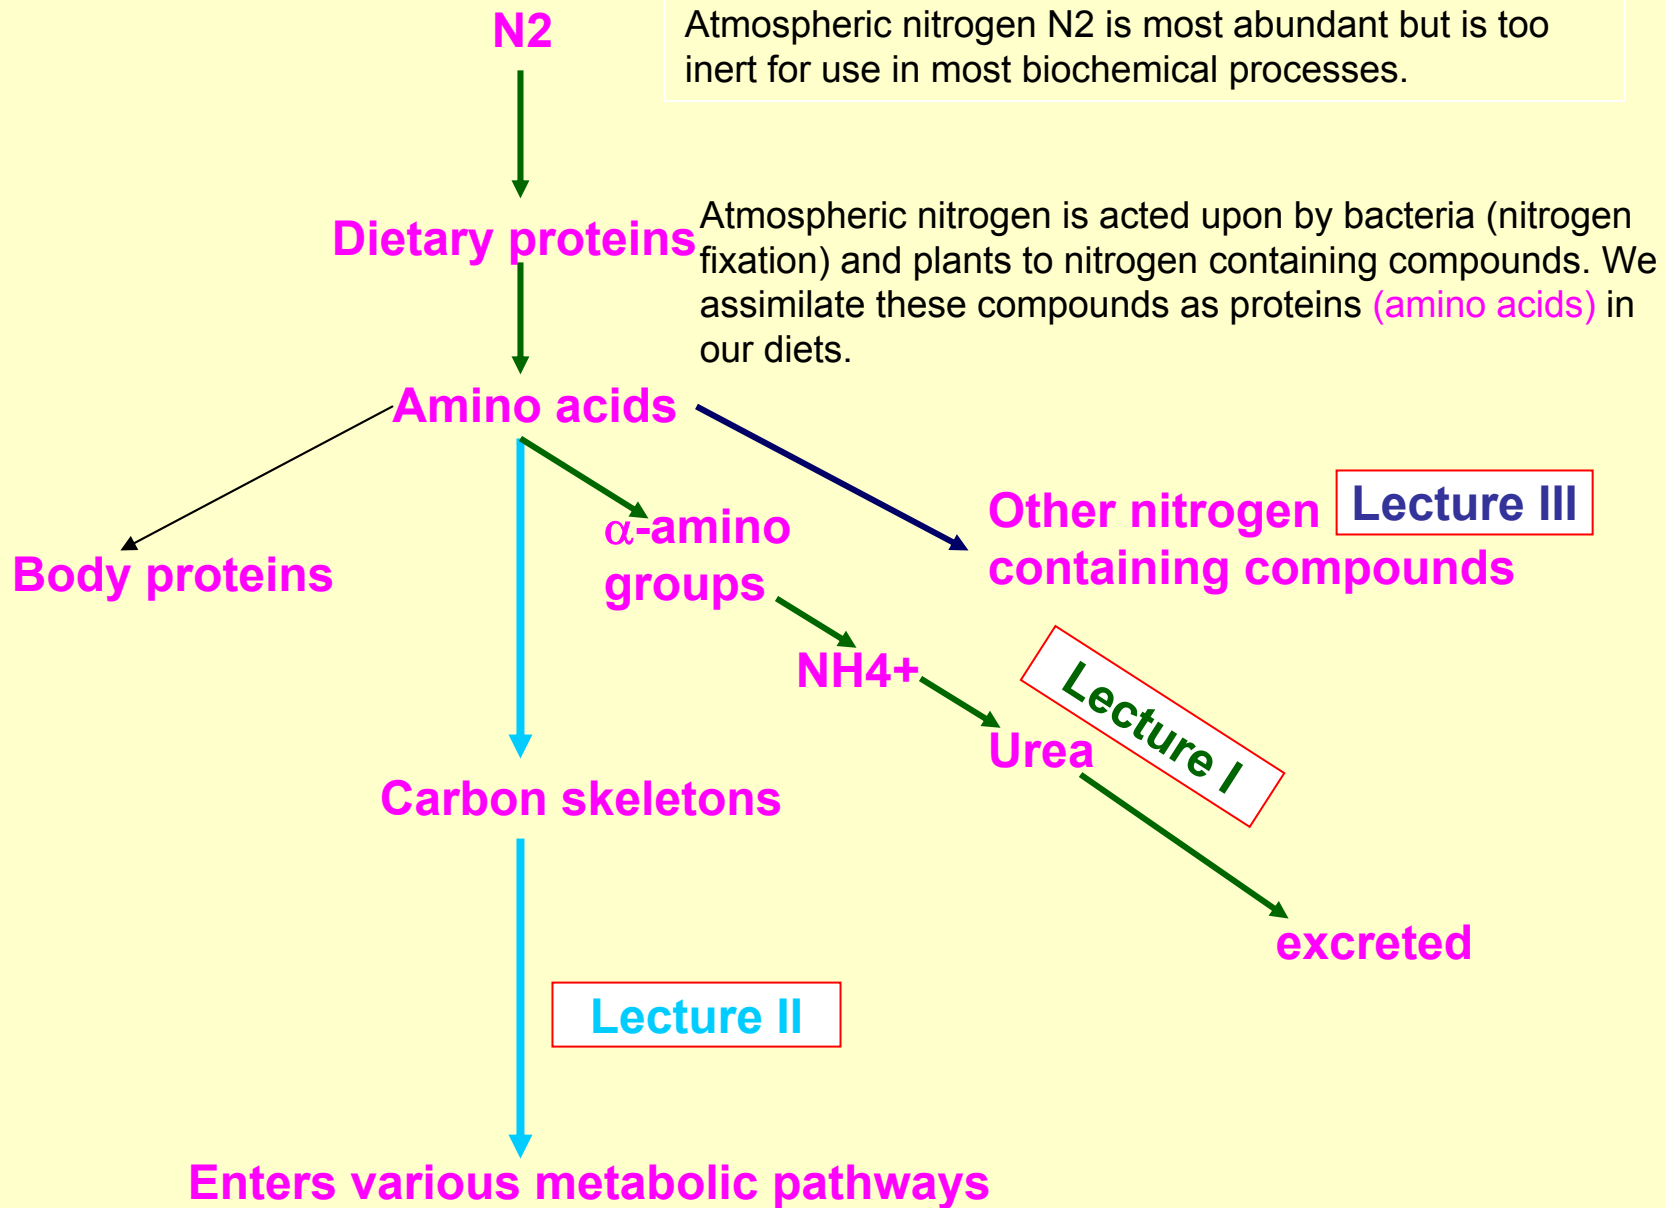 N2
Atmospheric nitrogen N2 is most abundant but is too
inert for use in most biochemical processes.
Dietary proteins
Atmospheric nitrogen is acted upon by bacteria (nitrogen
fixation) and plants to nitrogen containing compounds. We
assimilate these compounds as proteins (amino acids) in
our diets.
Amino acids
Body proteins
α-amino
groups
Other nitrogen
containing compounds
Lecture III
NH4+
Urea
Lecture I
Carbon skeletons
excreted
Lecture II
Enters various metabolic pathways